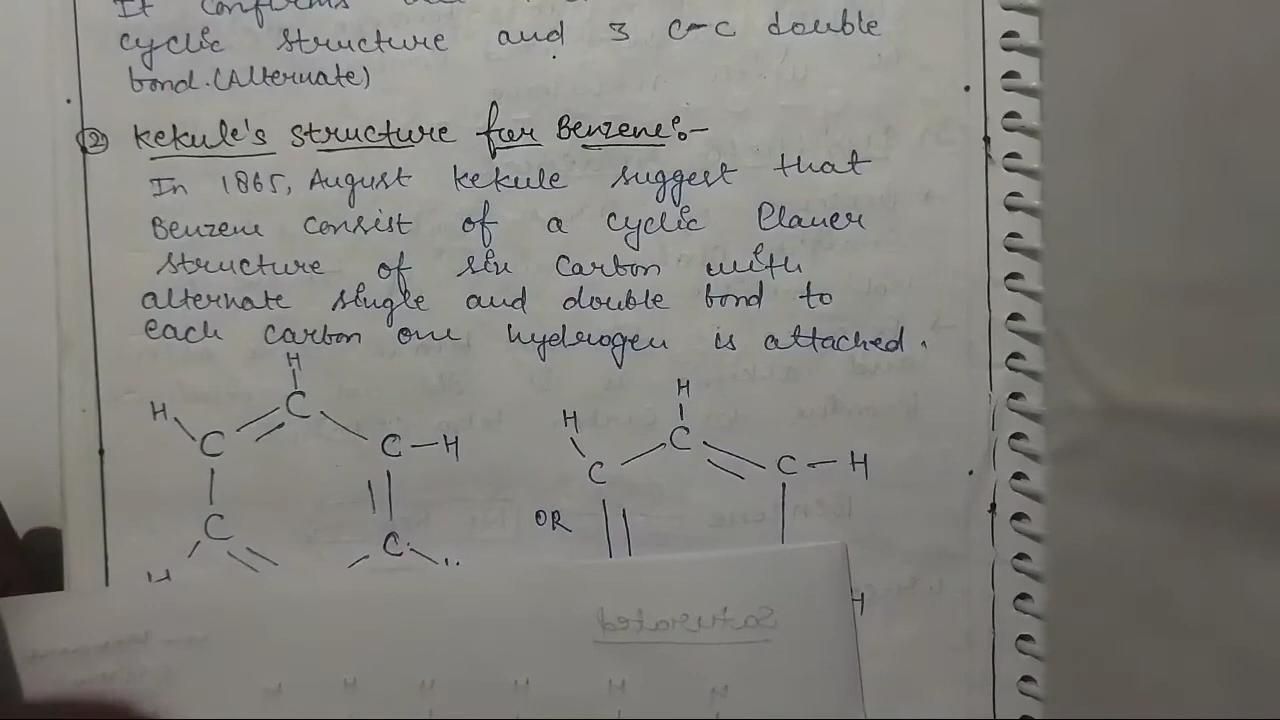 It confirms
cyclic structure and 3 C-C double
bond. (Alternate)
② Kekule's structure for Benzene:-
In 1865, August Kekule suggest that
Benzene consist of a cyclic Planer
structure of six carbon with
alternate single and double bond to
each carbon one hydrogen is attached.
H
H C C-H
C C
H
OR
H
H C C-H
C
H
Saturated
H H H H H H